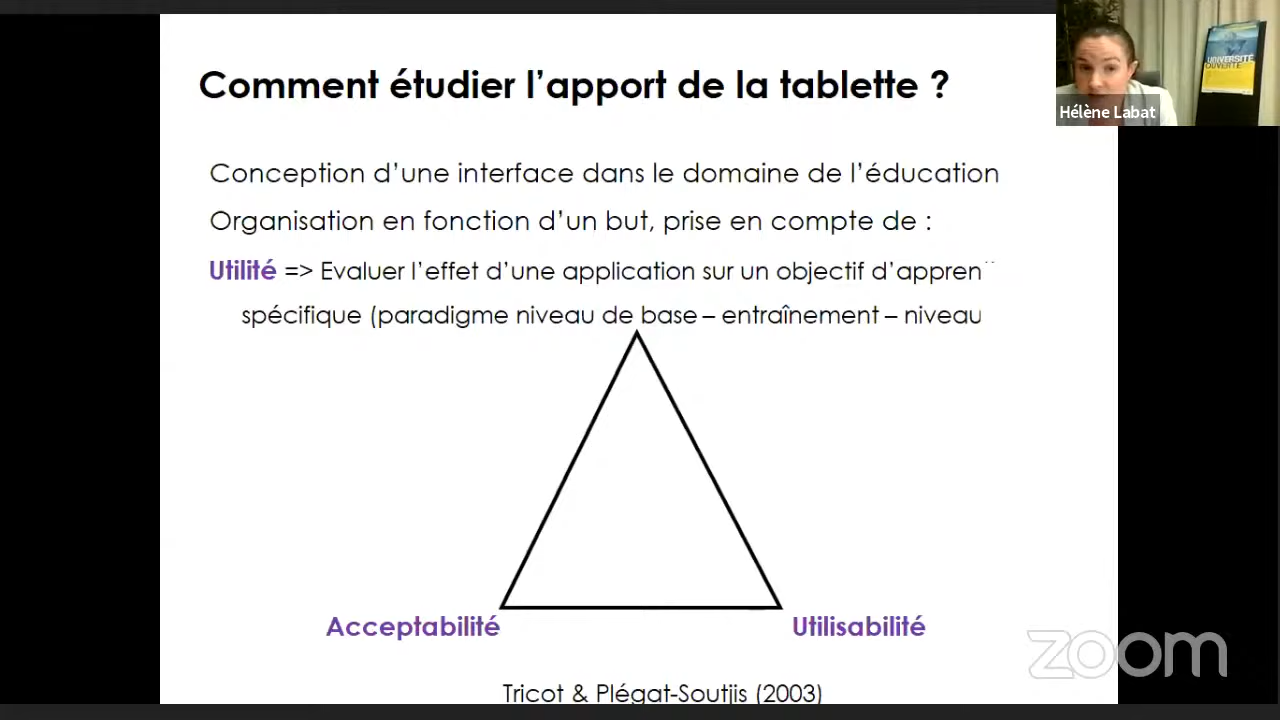 Comment étudier l'apport de la tablette ?
UNIVERSITÉ
OUVERTE
Hélène Labat
Conception d'une interface dans le domaine de l'éducation
Organisation en fonction d'un but, prise en compte de :
Utilité => Evaluer l'effet d'une application sur un objectif d'appren
spécifique (paradigme niveau de base – entraînement – niveau
Acceptabilité
Utilisabilité
zoom
Tricot & Plégat-Soutjis (2003)